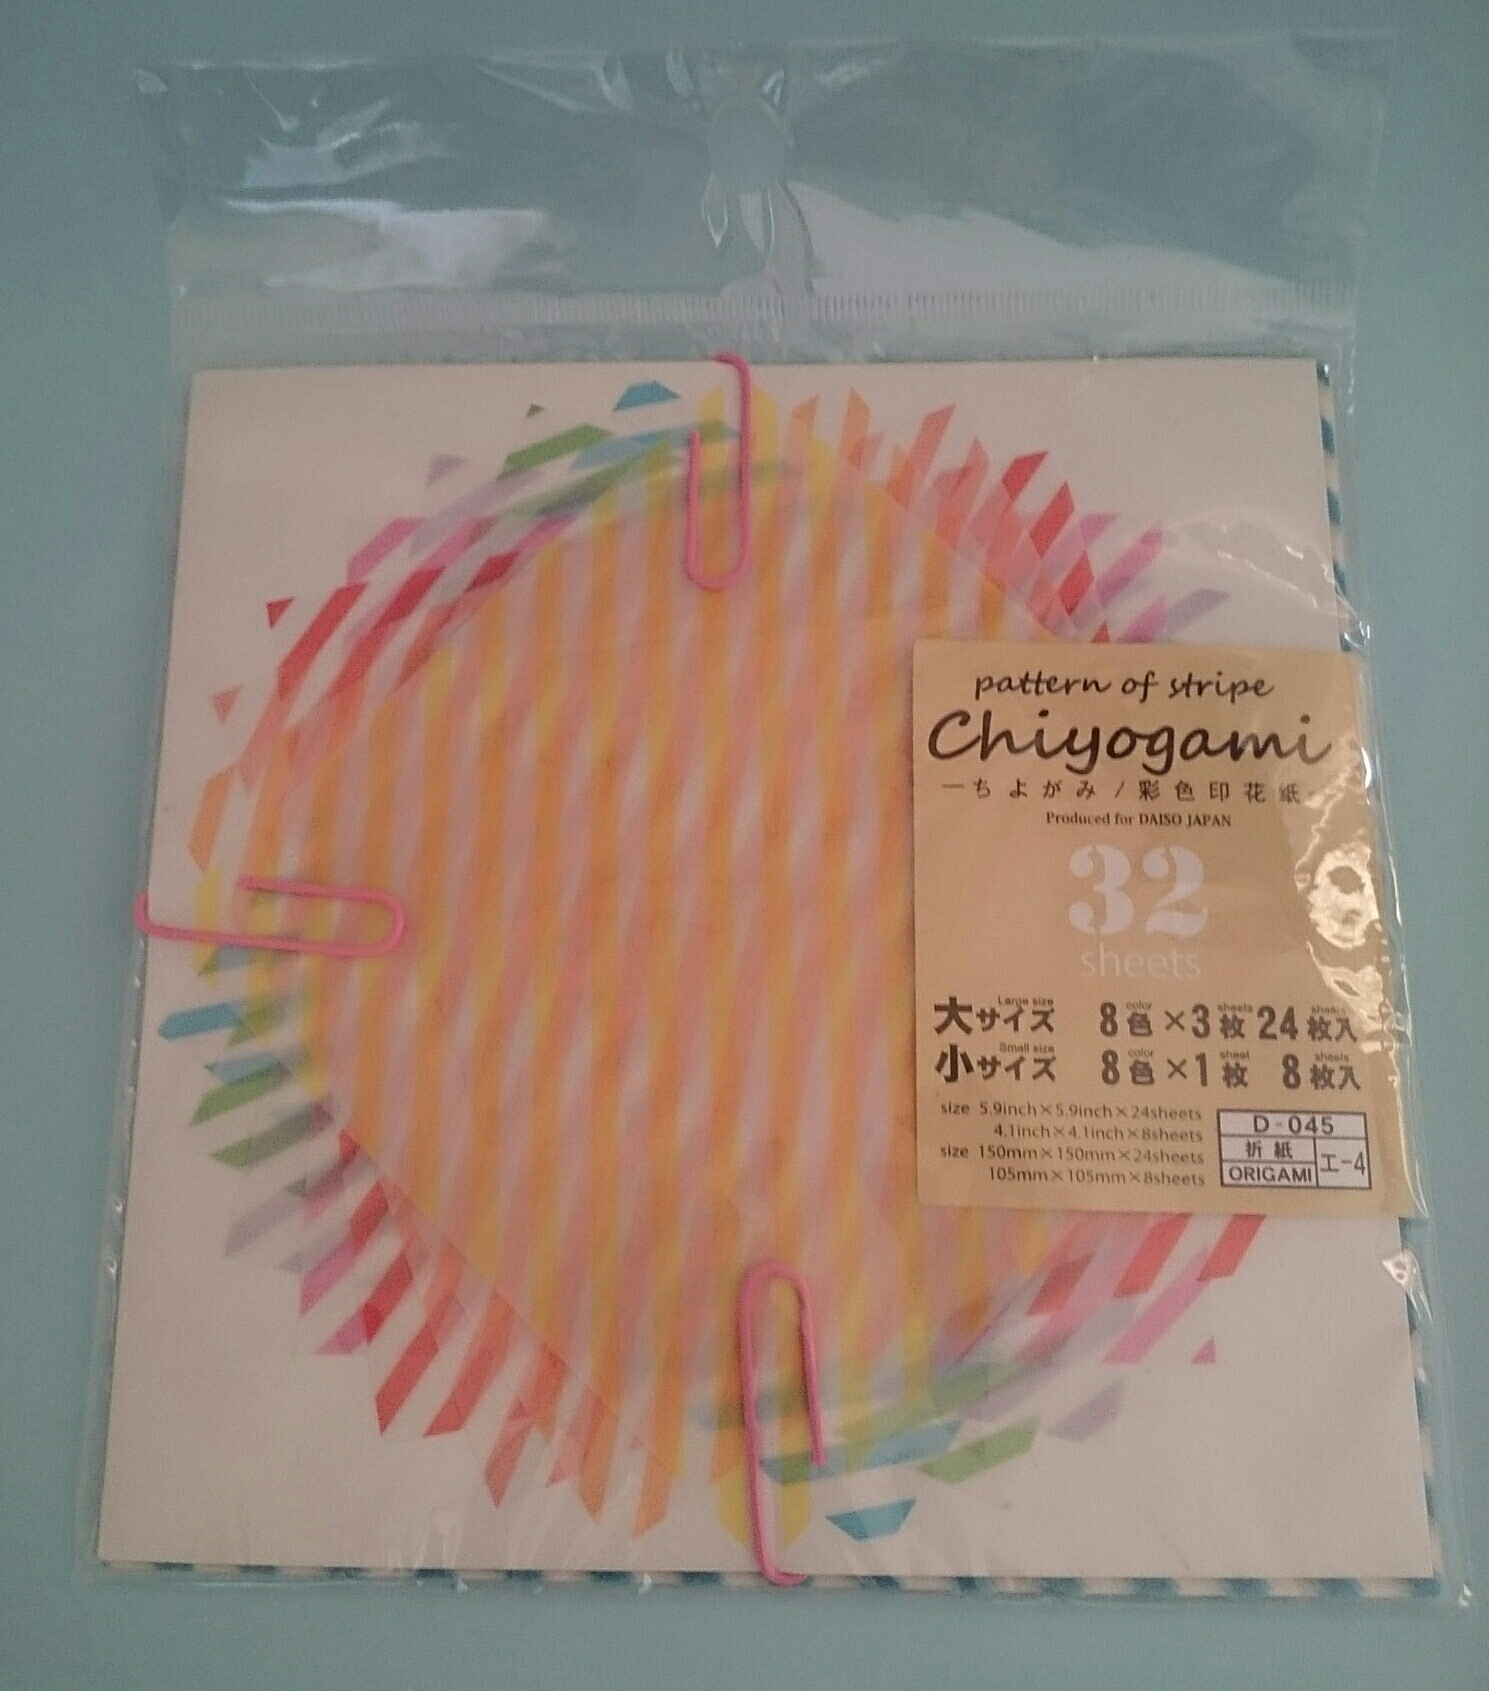 pattern of stripe
Chiyogami
ーちよがみ/彩色印花紙-
Produced for DAISO JAPAN
32
sheets
Large size color sheets sheets
大サイズ 8色×3枚 24枚入
Small size color sheet sheets
小サイズ 8色×1枚 8枚入
size 5.9inch×5.9inch×24sheets
4.1inch×4.1inch×8sheets
size 150mm×150mm×24sheets
105mm×105mm×8sheets
D-045
折紙
ORIGAMI
エ-4